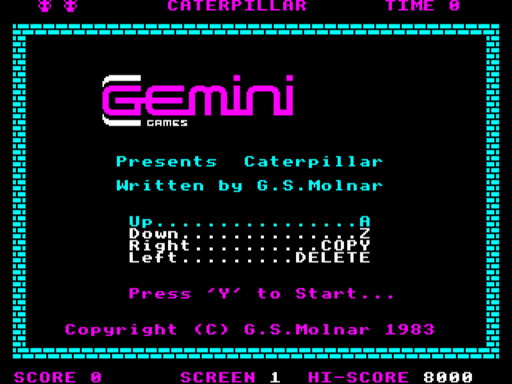 CATERPILLAR TIME 0
GEMINI
GAMES
Presents Caterpillar
Written by G.S.Molnar
Up................A
Down..............Z
Right..........COPY
Left.........DELETE
Press 'Y' to Start...
Copyright (C) G.S.Molnar 1983
SCORE 0 SCREEN 1 HI-SCORE 8000